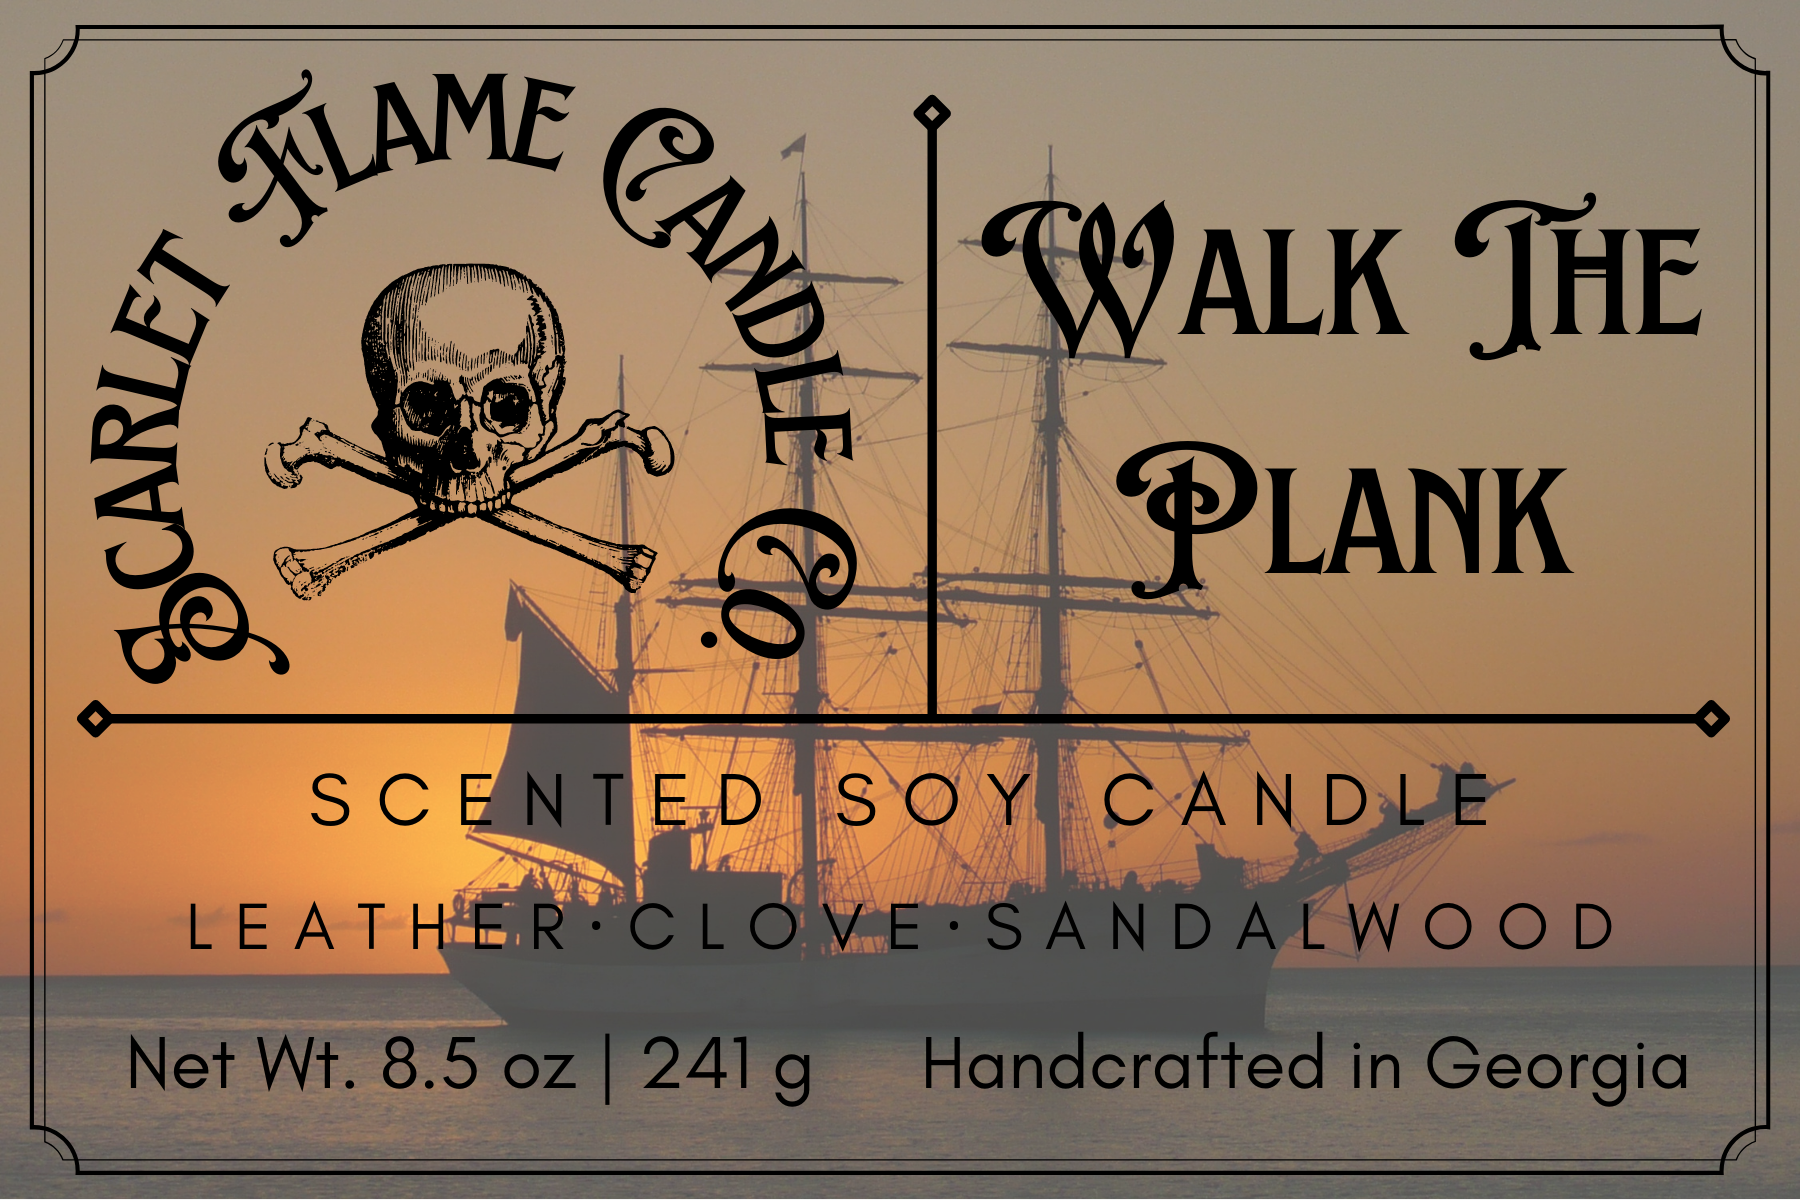 Scarlet Flame Candle Co.
Walk The
Plank
SCENTED SOY CANDLE
LEATHER·CLOVE·SANDALWOOD
Net Wt. 8.5 oz | 241 g
Handcrafted in Georgia